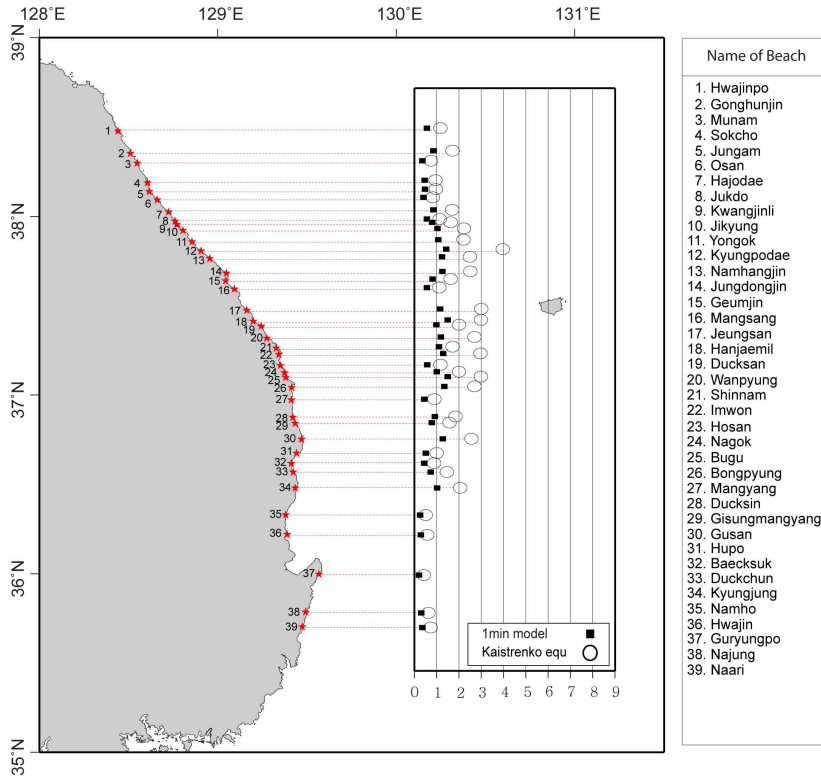 128°E 129°E 130°E 131°E
39°N
38°N
37°N
36°N
35°N
1
2
3
4
5
6
7
8
9
10
11
12
13
14
15
16
17
18
19
20
21
22
23
24
25
26
27
28
29
30
31
32
33
34
35
36
37
38
39
1min model
Kaistrenko equ
0 1 2 3 4 5 6 7 8 9
Name of Beach
1. Hwajinpo
2. Gonghunjin
3. Munam
4. Sokcho
5. Jungam
6. Osan
7. Hajodae
8. Jukdo
9. Kwangjinli
10. Jikyung
11. Yongok
12. Kyungpodae
13. Namhangjin
14. Jungdongjin
15. Geumjin
16. Mangsang
17. Jeungsan
18. Hanjaemil
19. Ducksan
20. Wanpyung
21. Shinnam
22. Imwon
23. Hosan
24. Nagok
25. Bugu
26. Bongpyung
27. Mangyang
28. Ducksin
29. Gisungmangyang
30. Gusan
31. Hupo
32. Baecksuk
33. Duckchun
34. Kyungjung
35. Namho
36. Hwajin
37. Guryungpo
38. Najung
39. Naari